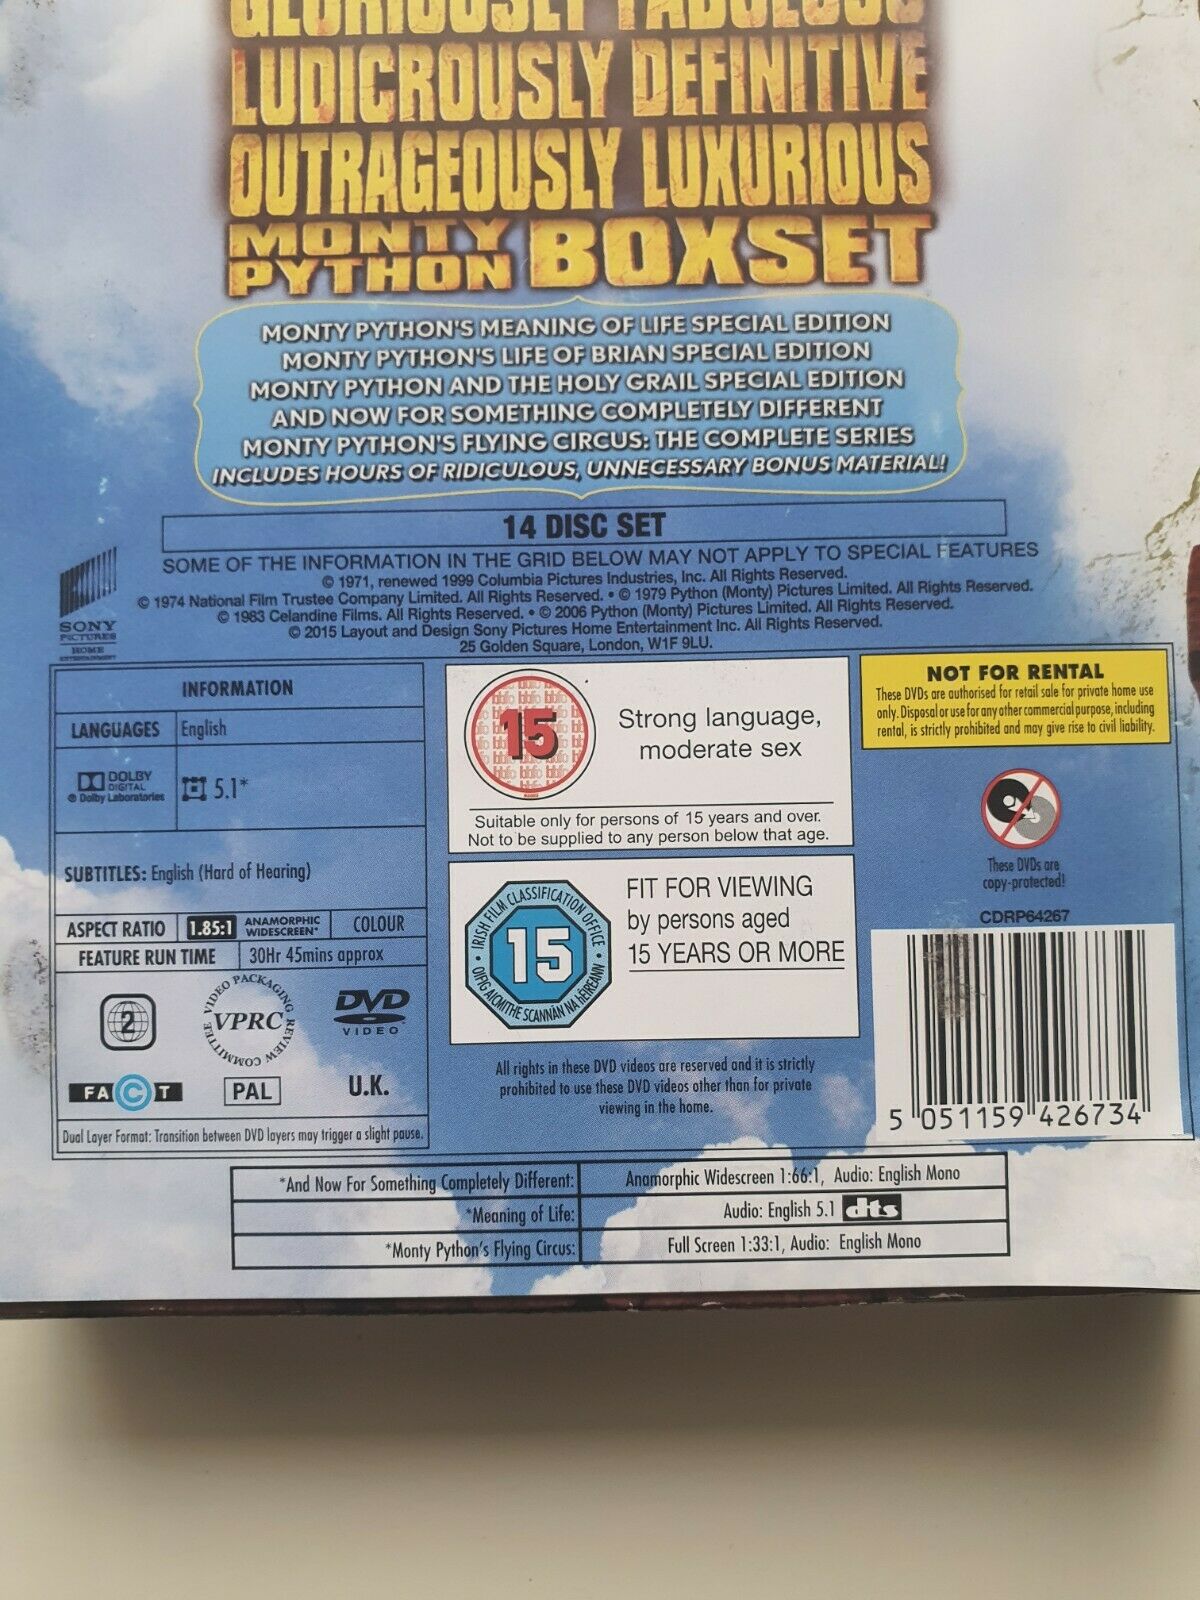 GLORIOUSLY FABULOUS
LUDICROUSLY DEFINITIVE
OUTRAGEOUSLY LUXURIOUS
MONTY PYTHON BOXSET
MONTY PYTHON'S MEANING OF LIFE SPECIAL EDITION
MONTY PYTHON'S LIFE OF BRIAN SPECIAL EDITION
MONTY PYTHON AND THE HOLY GRAIL SPECIAL EDITION
AND NOW FOR SOMETHING COMPLETELY DIFFERENT
MONTY PYTHON'S FLYING CIRCUS: THE COMPLETE SERIES
INCLUDES HOURS OF RIDICULOUS, UNNECESSARY BONUS MATERIAL!
14 DISC SET
SOME OF THE INFORMATION IN THE GRID BELOW MAY NOT APPLY TO SPECIAL FEATURES
© 1971, renewed 1999 Columbia Pictures Industries, Inc. All Rights Reserved.
© 1974 National Film Trustee Company Limited. All Rights Reserved. • © 1979 Python (Monty) Pictures Limited. All Rights Reserved.
© 1983 Celandine Films. All Rights Reserved. • © 2006 Python (Monty) Pictures Limited. All Rights Reserved.
© 2015 Layout and Design Sony Pictures Home Entertainment Inc. All Rights Reserved.
25 Golden Square, London, W1F 9LU.
SONY
PICTURES
HOME
ENTERTAINMENT
INFORMATION
LANGUAGES English
DOLBY
DIGITAL
© Dolby Laboratories
5.1*
SUBTITLES: English (Hard of Hearing)
ASPECT RATIO 1.85:1 ANAMORPHIC WIDESCREEN* COLOUR
FEATURE RUN TIME 30Hr 45mins approx
2
VIDEO PACKAGING REVIEW COMMITTEE
VPRC
DVD
VIDEO
FACT
PAL
U.K.
Dual Layer Format: Transition between DVD layers may trigger a slight pause.
15
Strong language,
moderate sex
Suitable only for persons of 15 years and over.
Not to be supplied to any person below that age.
IRISH FILM CLASSIFICATION OFFICE
15
OIFIG AICMITHE SCANNÁN NA hÉIREANN
FIT FOR VIEWING
by persons aged
15 YEARS OR MORE
All rights in these DVD videos are reserved and it is strictly
prohibited to use these DVD videos other than for private
viewing in the home.
NOT FOR RENTAL
These DVDs are authorised for retail sale for private home use
only. Disposal or use for any other commercial purpose, including
rental, is strictly prohibited and may give rise to civil liability.
These DVDs are
copy-protected!
CDRP64267
5 051159 426734
*And Now For Something Completely Different: Anamorphic Widescreen 1:66:1, Audio: English Mono
*Meaning of Life: Audio: English 5.1 dts
*Monty Python's Flying Circus: Full Screen 1:33:1, Audio: English Mono